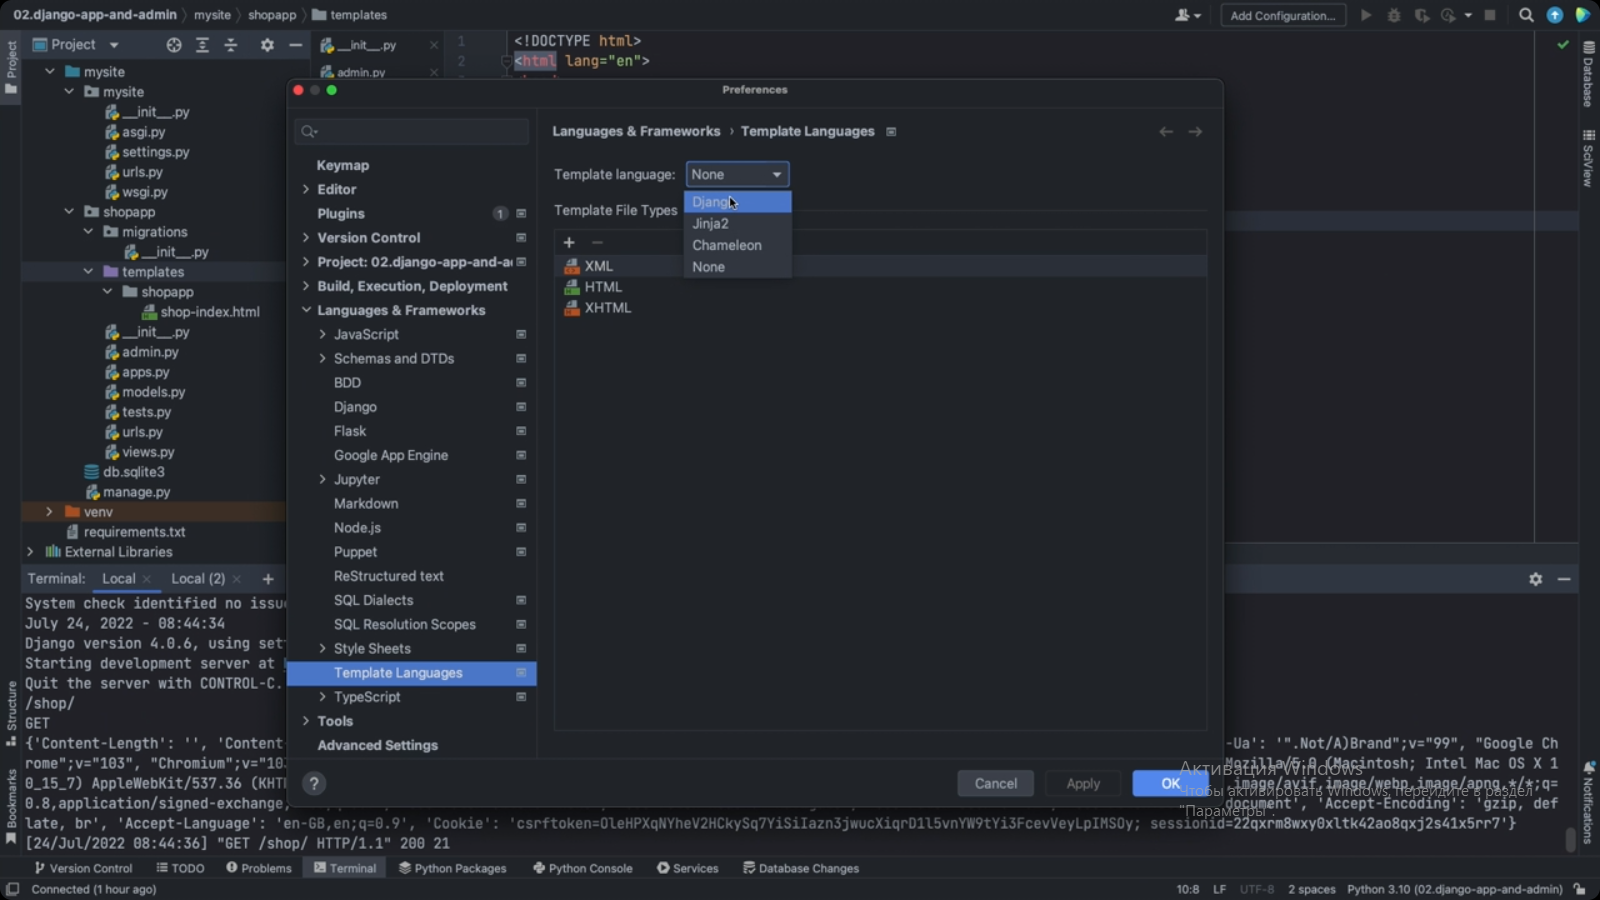 02.django-app-and-admin
mysite
shopapp
templates
Add Configuration...
Project
Project
__init__.py
admin.py
1
<!DOCTYPE html>
2
<html lang="en">
Database
SciView
Notifications
mysite
mysite
__init__.py
asgi.py
settings.py
urls.py
wsgi.py
shopapp
migrations
__init__.py
templates
shopapp
shop-index.html
__init__.py
admin.py
apps.py
models.py
tests.py
urls.py
views.py
db.sqlite3
manage.py
venv
requirements.txt
External Libraries
Preferences
Keymap
Editor
Plugins
1
Version Control
Project: 02.django-app-and-a
Build, Execution, Deployment
Languages & Frameworks
JavaScript
Schemas and DTDs
BDD
Django
Flask
Google App Engine
Jupyter
Markdown
Node.js
Puppet
ReStructured text
SQL Dialects
SQL Resolution Scopes
Style Sheets
Template Languages
TypeScript
Tools
Advanced Settings
Languages & Frameworks › Template Languages
Template language:
None
Django
Jinja2
Chameleon
None
Template File Types
XML
HTML
XHTML
?
Cancel
Apply
OK
Terminal:
Local
Local (2)
System check identified no issu
July 24, 2022 - 08:44:34
Django version 4.0.6, using set
Starting development server at
Quit the server with CONTROL-C.
/shop/
GET
{'Content-Length': '', 'Content-
-Ua': '".Not/A)Brand";v="99", "Google Ch
rome";v="103", "Chromium";v="10
Mozilla/5.0 (Macintosh; Intel Mac OS X 1
0_15_7) AppleWebKit/537.36 (KHT
image/avif,image/webp,image/apng,*/*;q=
0.8,application/signed-exchange,
document', 'Accept-Encoding': 'gzip, def
late, br', 'Accept-Language': 'en-GB,en;q=0.9', 'Cookie': 'csrftoken=OleHPXqNYheV2HCkySq7YiSiIazn3jwucXiqrD1l5vnYW9tYi3FcevVeyLpIMSOy; sessionid=22qxrm8wxy0xltk42ao8qxj2s41x5rr7'}
[24/Jul/2022 08:44:36] "GET /shop/ HTTP/1.1" 200 21
Активация Windows
Чтобы активировать Windows, перейдите в раздел
"Параметры".
Structure
Bookmarks
Version Control
TODO
Problems
Terminal
Python Packages
Python Console
Services
Database Changes
Connected (1 hour ago)
10:8
LF
UTF-8
2 spaces
Python 3.10 (02.django-app-and-admin)